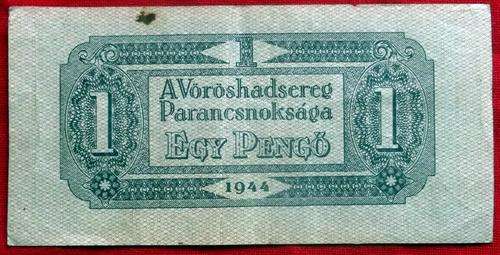 1
A Vöröshadsereg
1 Parancsnoksága 1
EGY PENGŐ
1944